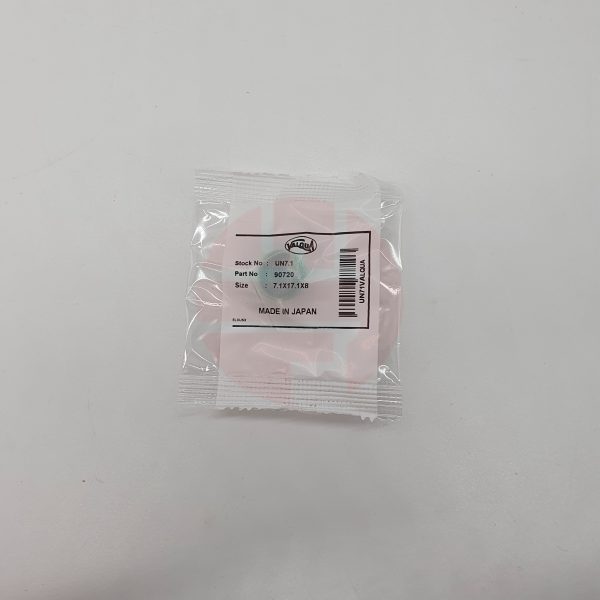 VALQUA
Stock No : UN7.1
Part No : 90720
Size : 7.1X17.1X8
MADE IN JAPAN
UN71VALQUA